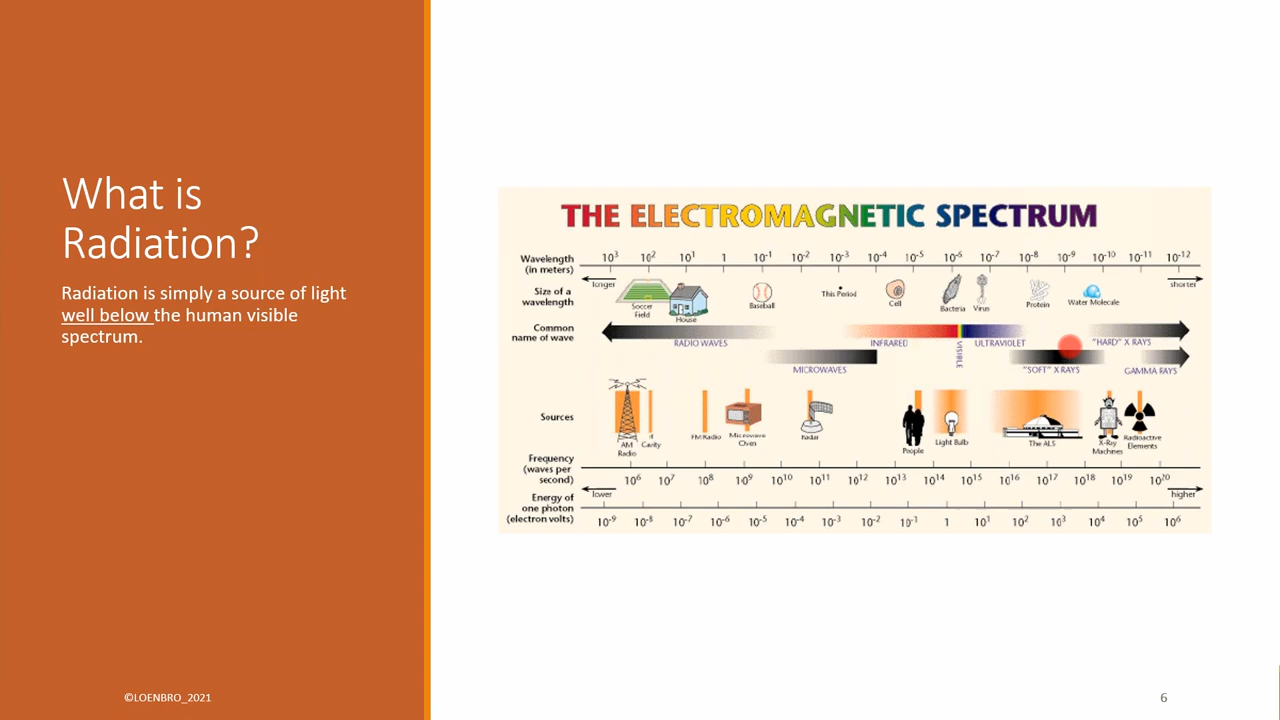 What is
Radiation?
Radiation is simply a source of light
well below the human visible
spectrum.
THE ELECTROMAGNETIC SPECTRUM
Wavelength
(in meters)
10³ 10² 10¹ 1 10⁻¹ 10⁻² 10⁻³ 10⁻⁴ 10⁻⁵ 10⁻⁶ 10⁻⁷ 10⁻⁸ 10⁻⁹ 10⁻¹⁰ 10⁻¹¹ 10⁻¹²
longer
shorter
Size of a
wavelength
Soccer
Field
House
Baseball
This Period
Cell
Bacteria
Virus
Protein
Water Molecule
Common
name of wave
RADIO WAVES
INFRARED
VISIBLE
ULTRAVIOLET
"HARD" X RAYS
MICROWAVES
"SOFT" X RAYS
GAMMA RAYS
Sources
AM
Radio
rf
Cavity
FM Radio
Microwave
Oven
Radar
People
Light Bulb
The ALS
X-Ray
Machines
Radioactive
Elements
Frequency
(waves per
second)
10⁶ 10⁷ 10⁸ 10⁹ 10¹⁰ 10¹¹ 10¹² 10¹³ 10¹⁴ 10¹⁵ 10¹⁶ 10¹⁷ 10¹⁸ 10¹⁹ 10²⁰
lower
higher
Energy of
one photon
(electron volts)
10⁻⁹ 10⁻⁸ 10⁻⁷ 10⁻⁶ 10⁻⁵ 10⁻⁴ 10⁻³ 10⁻² 10⁻¹ 1 10¹ 10² 10³ 10⁴ 10⁵ 10⁶
©LOENBRO_2021
6